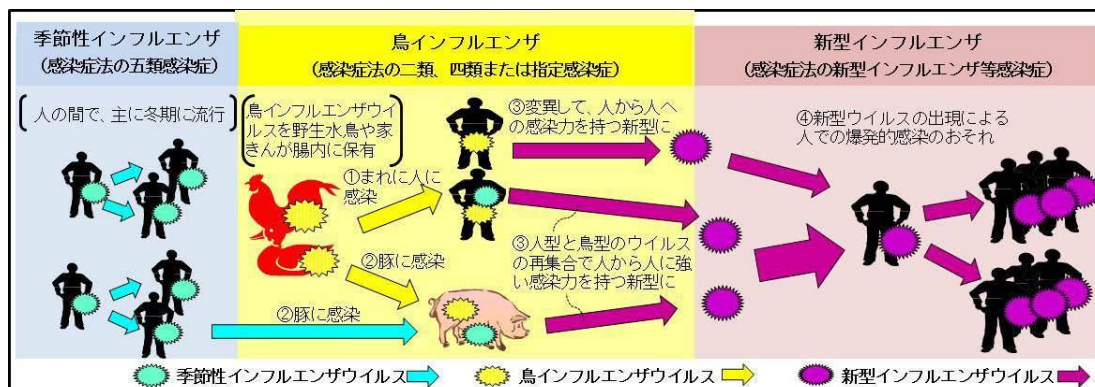 季節性インフルエンザ
(感染症法の五類感染症)
人の間で、主に冬期に流行
鳥インフルエンザ
(感染症法の二類、四類または指定感染症)
鳥インフルエンザウイ
ルスを野生水鳥や家
きんが腸内に保有
①まれに人に
感染
②豚に感染
②豚に感染
③変異して、人から人へ
の感染力を持つ新型に
③人型と鳥型のウイルス
の再集合で人から人に強
い感染力を持つ新型に
新型インフルエンザ
(感染症法の新型インフルエンザ等感染症)
④新型ウイルスの出現による
人での爆発的感染のおそれ
季節性インフルエンザウイルス
鳥インフルエンザウイルス
新型インフルエンザウイルス